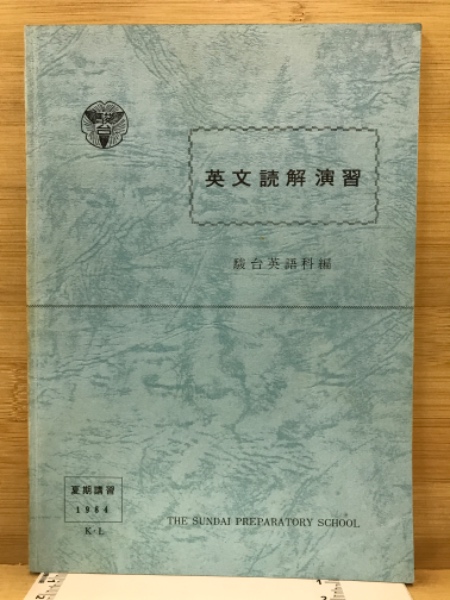 英文読解演習
駿台英語科編
夏期講習
1984
K・L
THE SUNDAI PREPARATORY SCHOOL